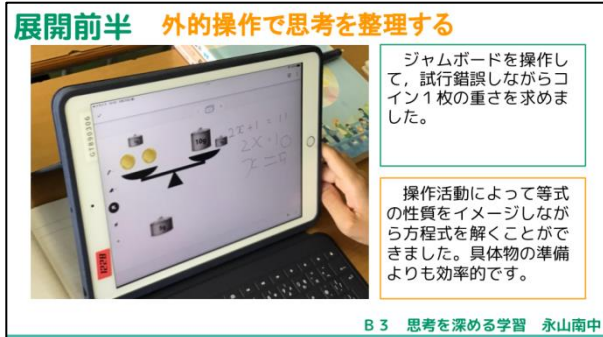 展開前半 外的操作で思考を整理する
ジャムボードを操作し
て，試行錯誤しながらコ
イン１枚の重さを求めま
した。
操作活動によって等式
の性質をイメージしなが
ら方程式を解くことがで
きました。具体物の準備
よりも効率的です。
GTR90306
1228
10g
2x+1=11
2x=10
x=5
Ｂ３ 思考を深める学習 永山南中